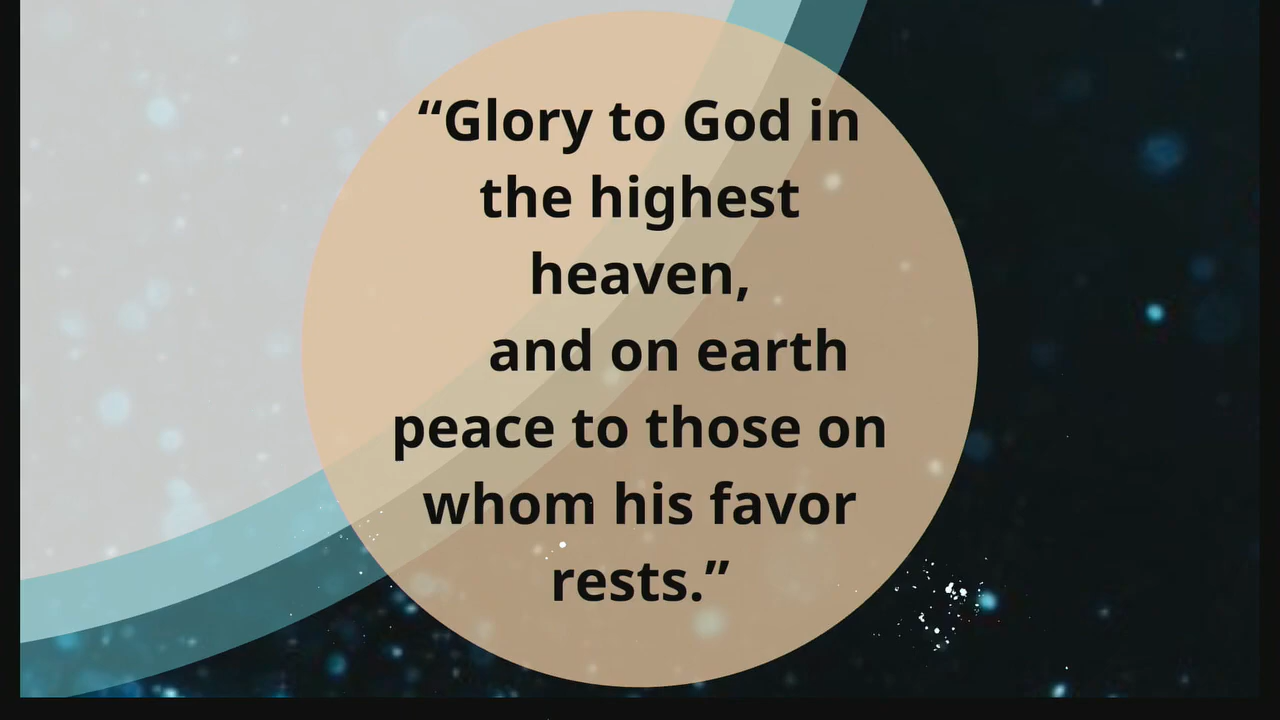 “Glory to God in
the highest
heaven,
and on earth
peace to those on
whom his favor
rests.”